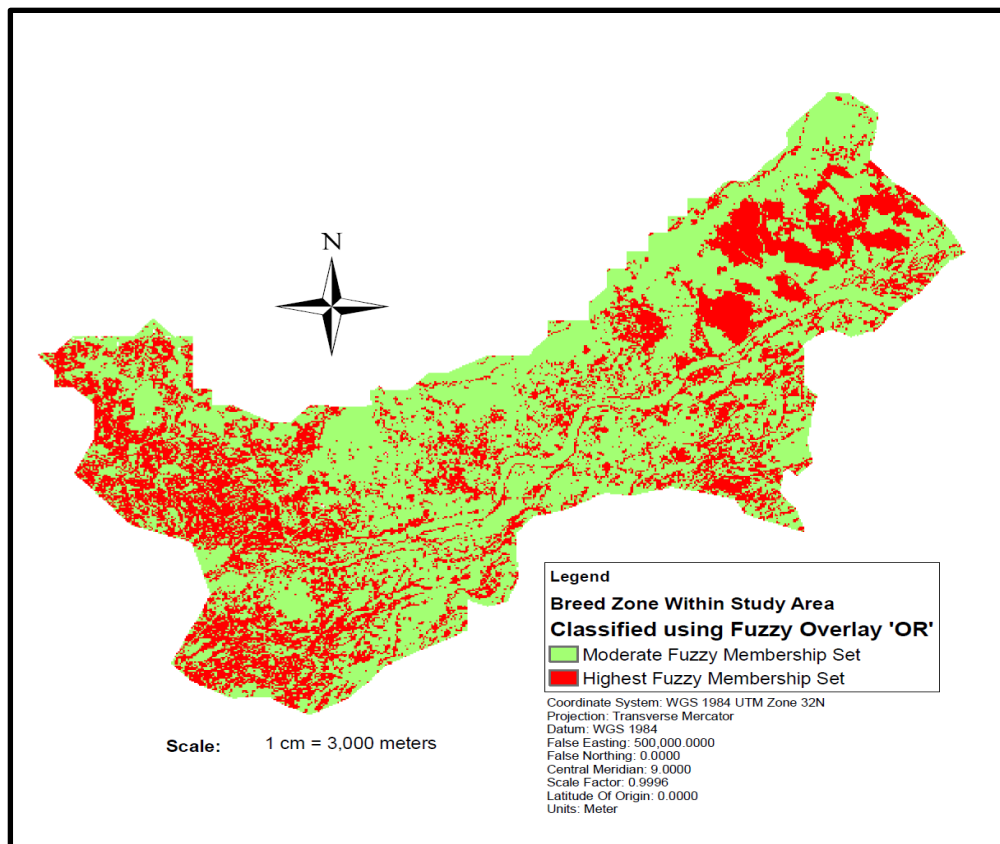 N
Legend
Breed Zone Within Study Area
Classified using Fuzzy Overlay 'OR'
Moderate Fuzzy Membership Set
Highest Fuzzy Membership Set
Coordinate System: WGS 1984 UTM Zone 32N
Projection: Transverse Mercator
Datum: WGS 1984
False Easting: 500,000.0000
False Northing: 0.0000
Central Meridian: 9.0000
Scale Factor: 0.9996
Latitude Of Origin: 0.0000
Units: Meter
Scale: 1 cm = 3,000 meters